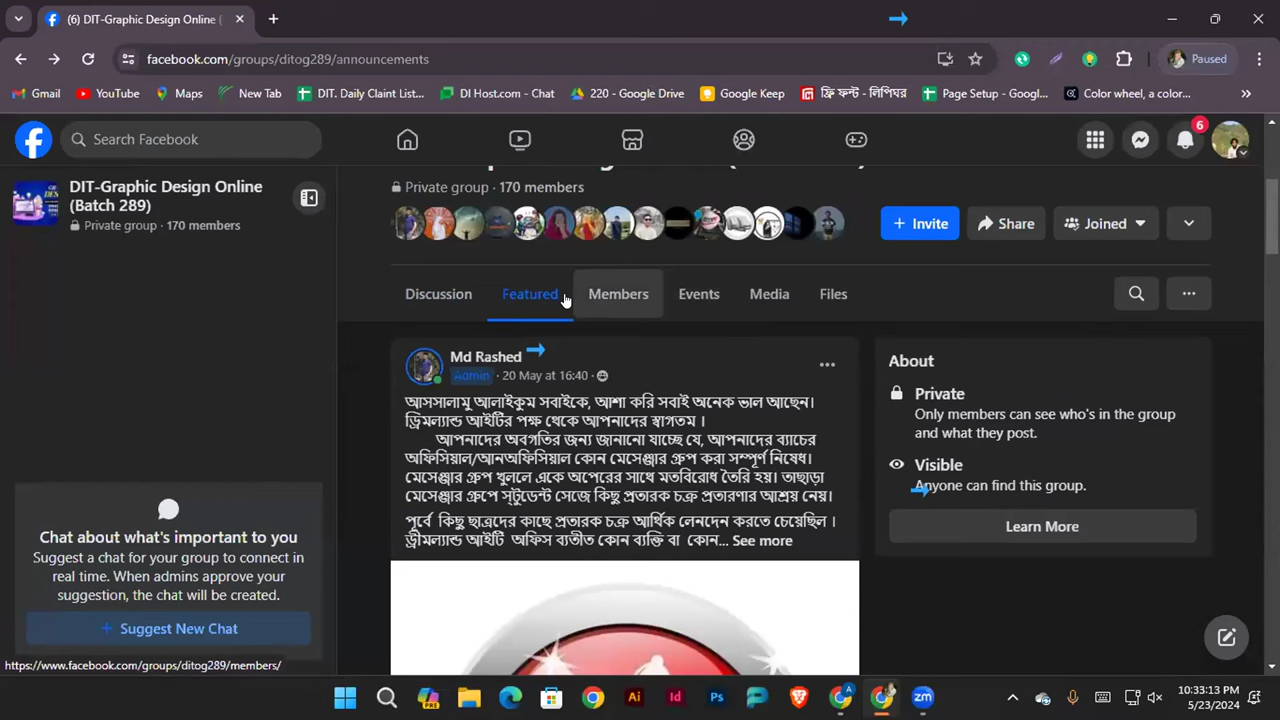 (6) DIT-Graphic Design Online (
facebook.com/groups/ditog289/announcements
Paused
Gmail YouTube Maps New Tab DIT. Daily Claint List... DI Host.com - Chat 220 - Google Drive Google Keep ফ্রি ফন্ট - লিপিঘর Page Setup - Googl... Color wheel, a color...
Search Facebook
6
DIT-Graphic Design Online
(Batch 289)
Private group · 170 members
Private group · 170 members
+ Invite Share Joined
Discussion Featured Members Events Media Files
Md Rashed
Admin · 20 May at 16:40 ·
আসসালামু আলাইকুম সবাইকে, আশা করি সবাই অনেক ভাল আছেন।
ড্রিমল্যান্ড আইটির পক্ষ থেকে আপনাদের স্বাগতম ।
আপনাদের অবগতির জন্য জানানো যাচ্ছে যে, আপনাদের ব্যাচের
অফিসিয়াল/আনঅফিসিয়াল কোন মেসেঞ্জার গ্রুপ করা সম্পূর্ণ নিষেধ।
মেসেঞ্জার গ্রুপ খুললে একে অপরের সাথে মতবিরোধ তৈরি হয়। তাছাড়া
মেসেঞ্জার গ্রুপে স্টুডেন্ট সেজে কিছু প্রতারক চক্র প্রতারণার আশ্রয় নেয়।
পূর্বে কিছু ছাত্রদের কাছে প্রতারক চক্র আর্থিক লেনদেন করতে চেয়েছিল ।
ড্রীমল্যান্ড আইটি অফিস ব্যতীত কোন ব্যক্তি বা কোন... See more
About
Private
Only members can see who's in the group
and what they post.
Visible
Anyone can find this group.
Learn More
Chat about what's important to you
Suggest a chat for your group to connect in
real time. When admins approve your
suggestion, the chat will be created.
+ Suggest New Chat
https://www.facebook.com/groups/ditog289/members/
PRE Ai Id Ps zm
10:33:13 PM
5/23/2024